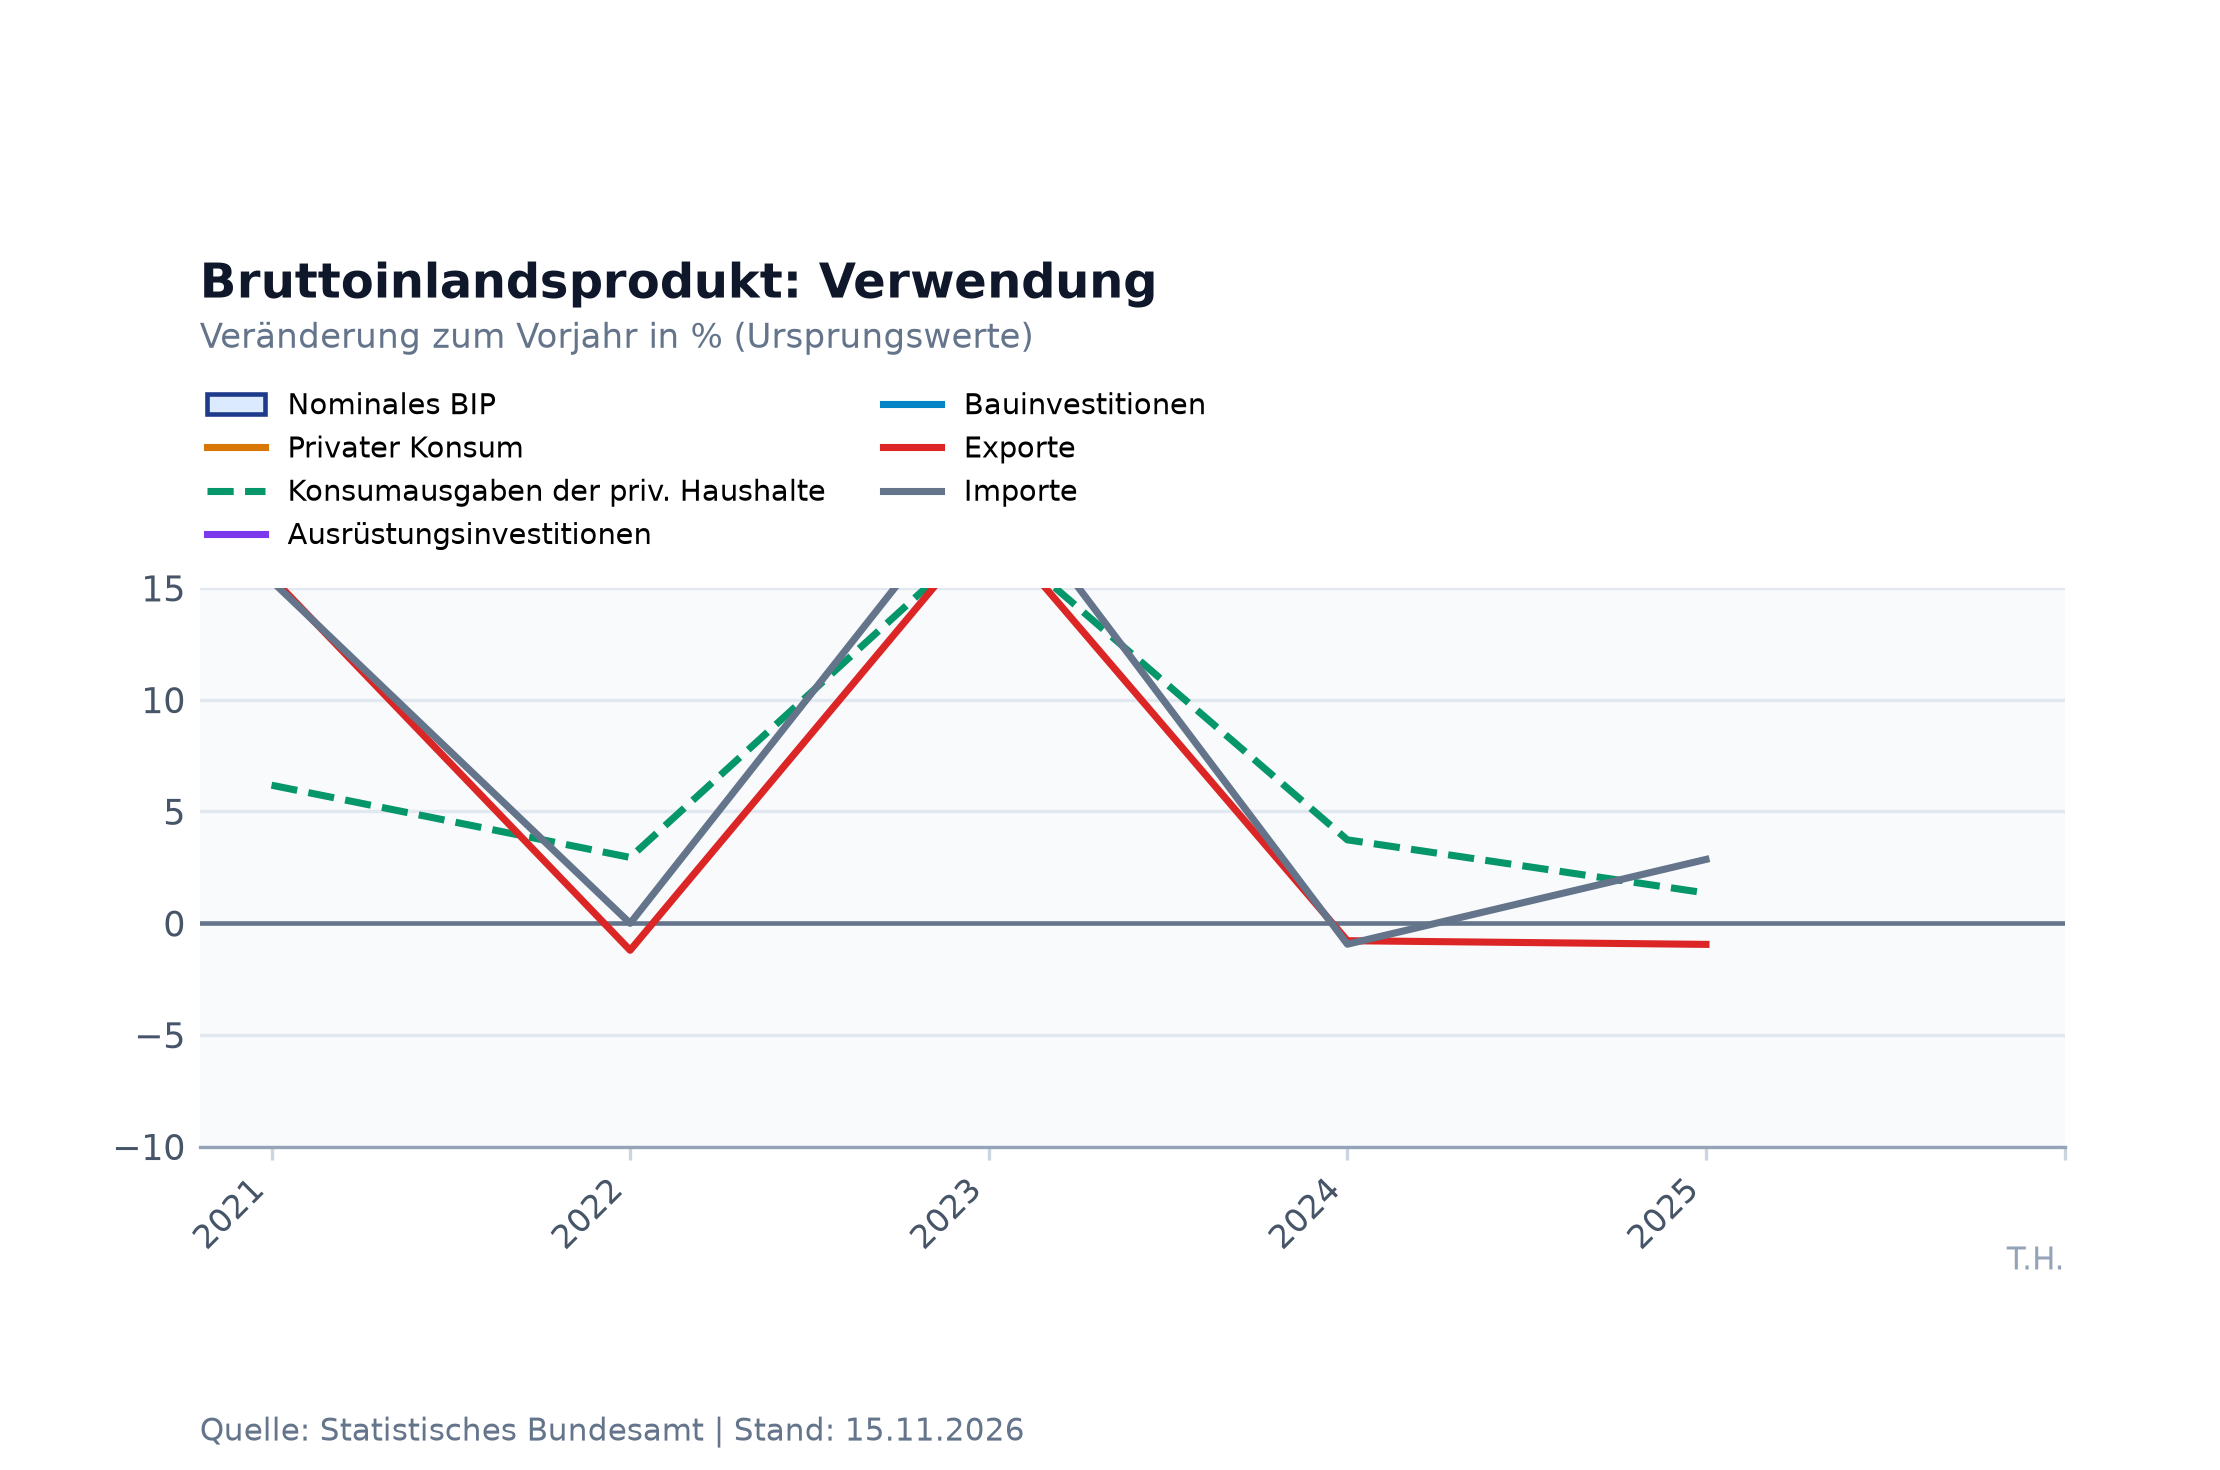 Bruttoinlandsprodukt: Verwendung
Veränderung zum Vorjahr in % (Ursprungswerte)
Nominales BIP
Privater Konsum
Konsumausgaben der priv. Haushalte
Ausrüstungsinvestitionen
Bauinvestitionen
Exporte
Importe
15
10
5
0
−5
−10
2021
2022
2023
2024
2025
T.H.
Quelle: Statistisches Bundesamt | Stand: 15.11.2026